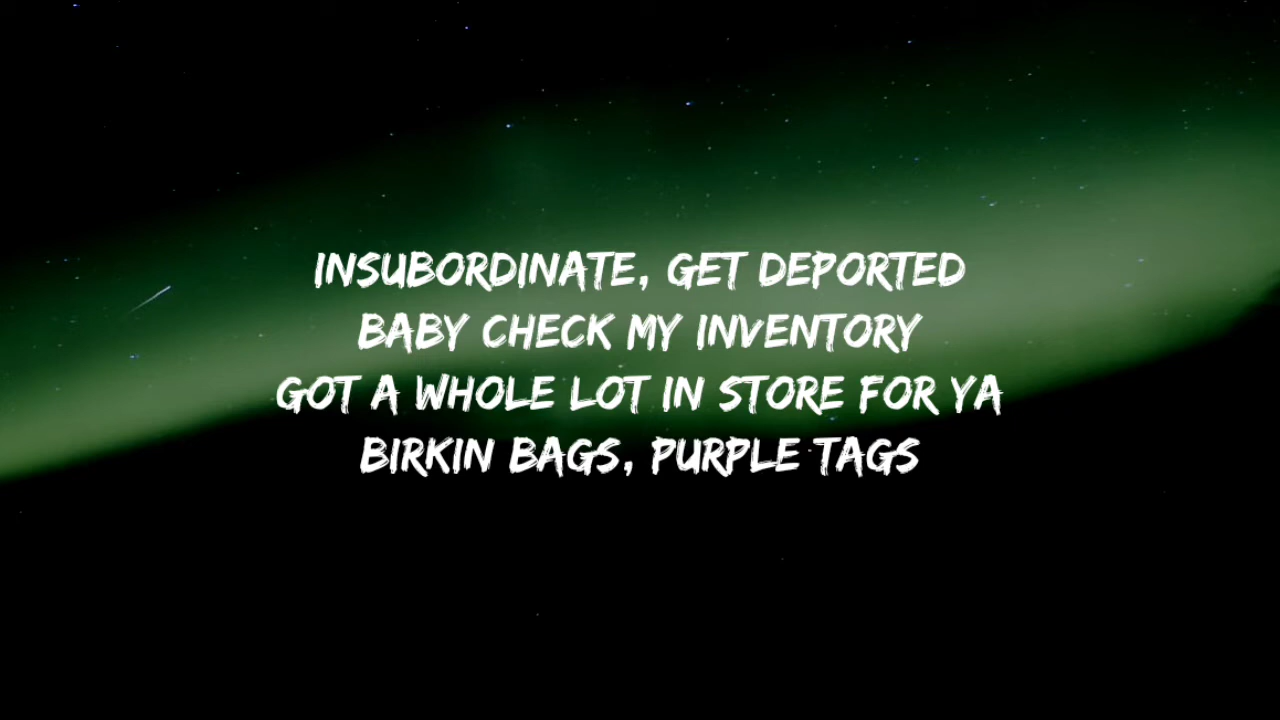 INSUBORDINATE, GET DEPORTED
BABY CHECK MY INVENTORY
GOT A WHOLE LOT IN STORE FOR YA
BIRKIN BAGS, PURPLE TAGS